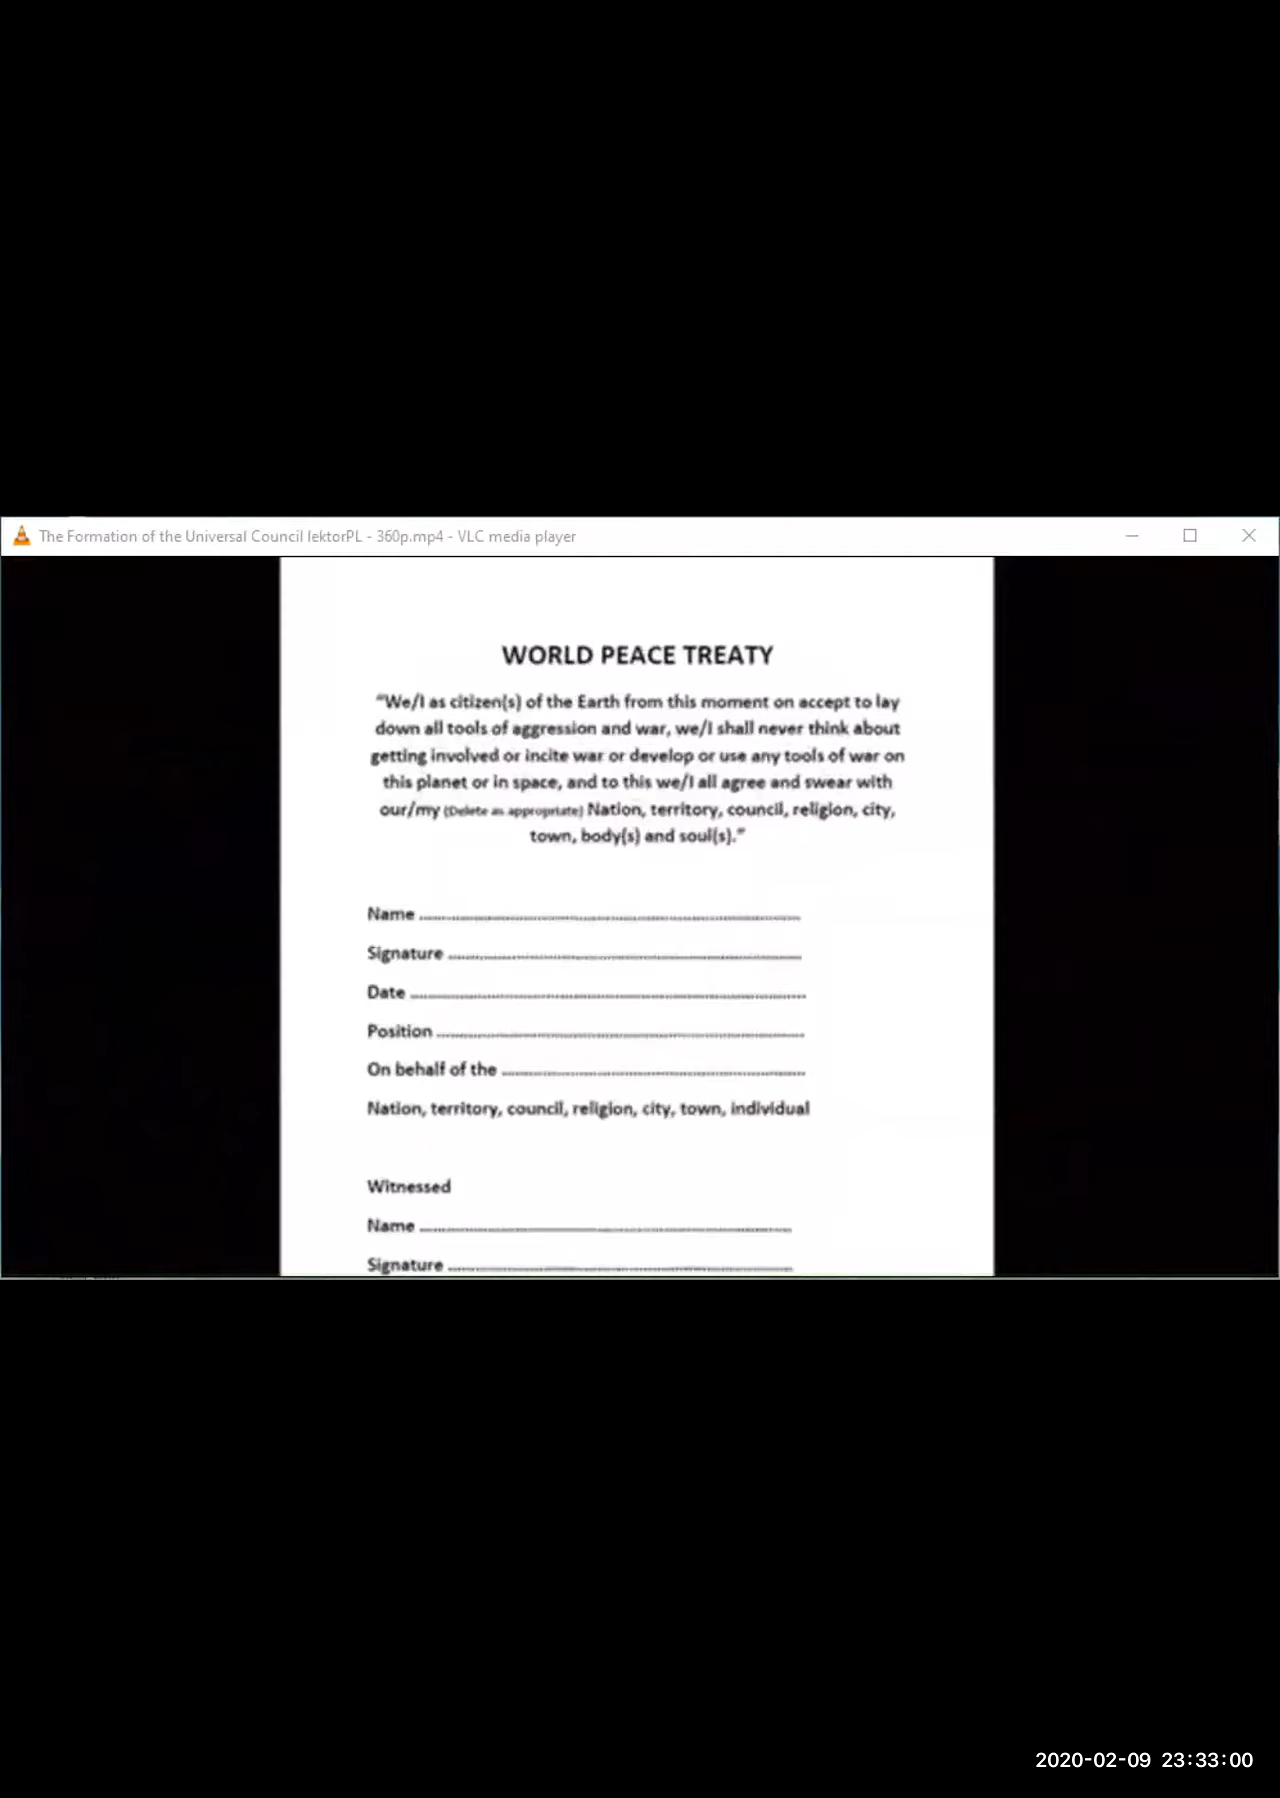 The Formation of the Universal Council lektorPL - 360p.mp4 - VLC media player
WORLD PEACE TREATY
"We/I as citizen(s) of the Earth from this moment on accept to lay
down all tools of aggression and war, we/I shall never think about
getting involved or incite war or develop or use any tools of war on
this planet or in space, and to this we/I all agree and swear with
our/my (Delete as appropriate) Nation, territory, council, religion, city,
town, body(s) and soul(s)."
Name
Signature
Date
Position
On behalf of the
Nation, territory, council, religion, city, town, individual
Witnessed
Name
Signature
2020-02-09 23:33:00